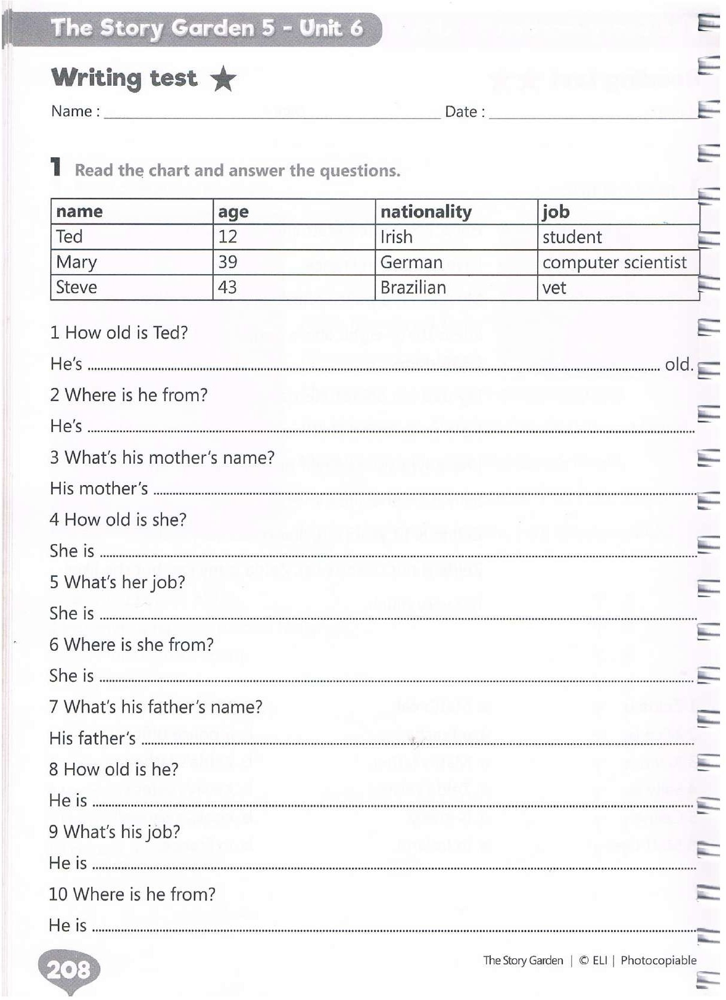 The Story Garden 5 - Unit 6
Writing test
Name : Date :
1 Read the chart and answer the questions.
name age nationality job
Ted 12 Irish student
Mary 39 German computer scientist
Steve 43 Brazilian vet
1 How old is Ted?
He's old.
2 Where is he from?
He's
3 What's his mother's name?
His mother's
4 How old is she?
She is
5 What's her job?
She is
6 Where is she from?
She is
7 What's his father's name?
His father's
8 How old is he?
He is
9 What's his job?
He is
10 Where is he from?
He is
208
The Story Garden | © ELI | Photocopiable